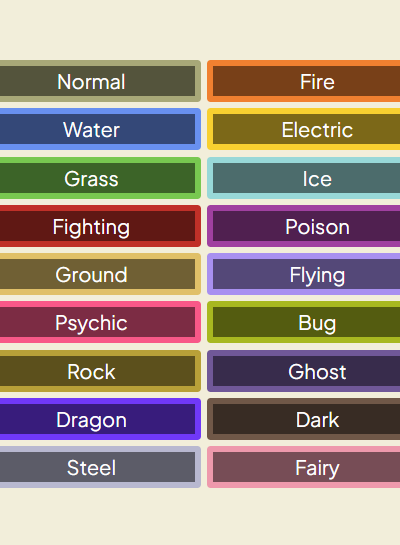 Normal
Fire
Water
Electric
Grass
Ice
Fighting
Poison
Ground
Flying
Psychic
Bug
Rock
Ghost
Dragon
Dark
Steel
Fairy